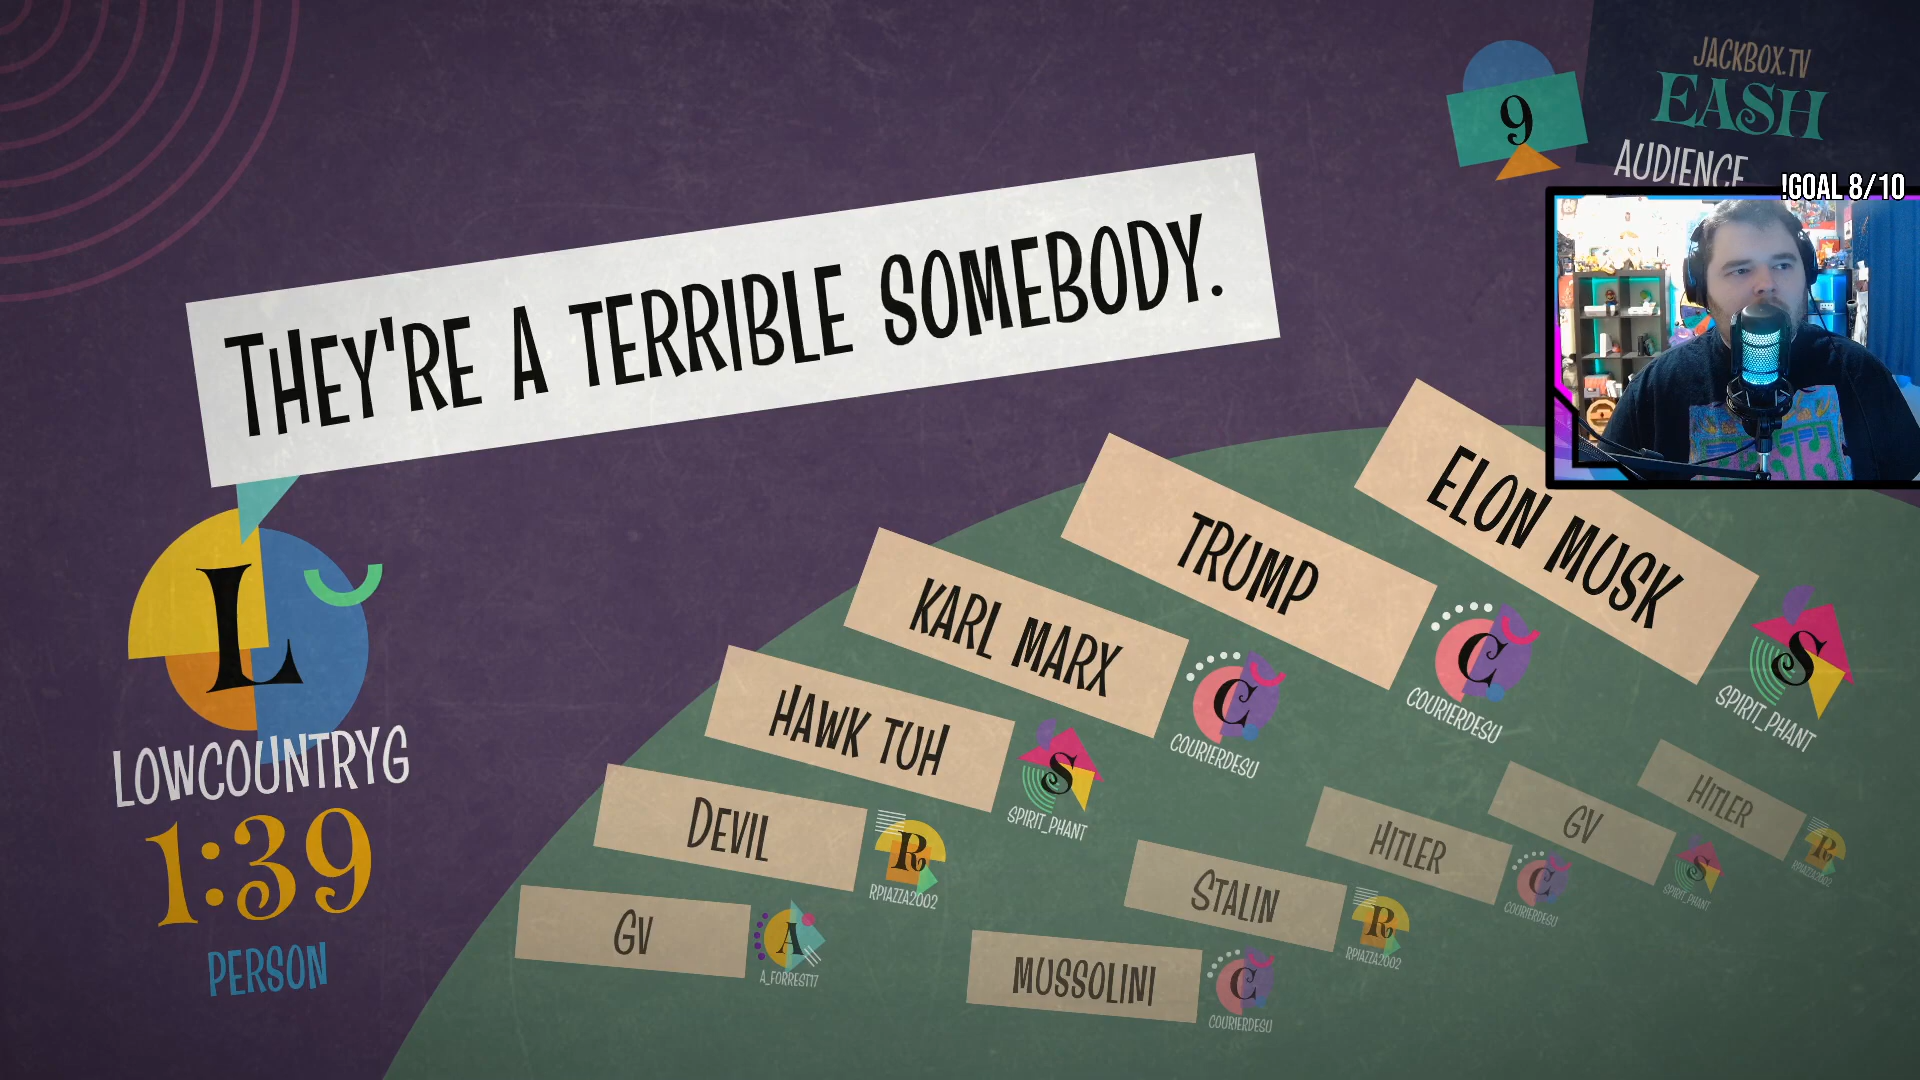 JACKBOX.TV
EASH
AUDIENCE
9
!GOAL 8/10
THEY'RE A TERRIBLE SOMEBODY.
L
LOWCOUNTRYG
1:39
PERSON
ELON MUSK
S
SPIRIT_PHANT
TRUMP
C
COURIERDESU
KARL MARX
C
COURIERDESU
HAWK TUH
S
SPIRIT_PHANT
DEVIL
R
RPIAZZA2002
GV
A
A_FORREST17
HITLER
R
RPIAZZA2002
GV
S
SPIRIT_PHANT
HITLER
C
COURIERDESU
STALIN
R
RPIAZZA2002
MUSSOLINI
C
COURIERDESU